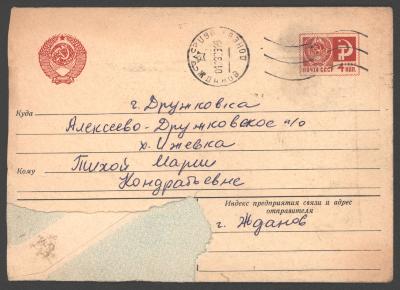 ПОЧТА СССР
4 коп.
Куда г. Дружковка
Алексеево-Дружковское п/о
х. Ижевка
Кому Тихой Марии
Кондратьевне
Индекс предприятия связи и адрес
отправителя
г. Жданов